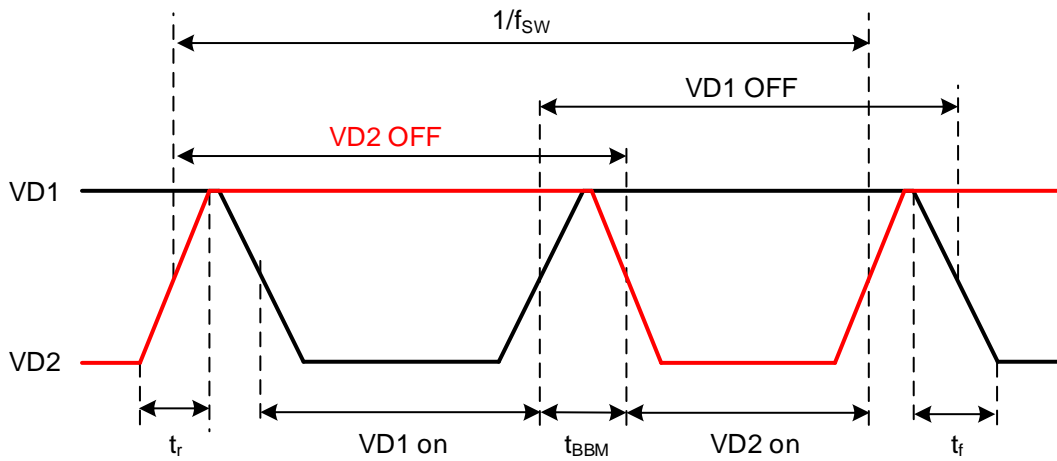 1/fSW
VD1 OFF
VD2 OFF
VD1
VD2
tr
VD1 on
tBBM
VD2 on
tf